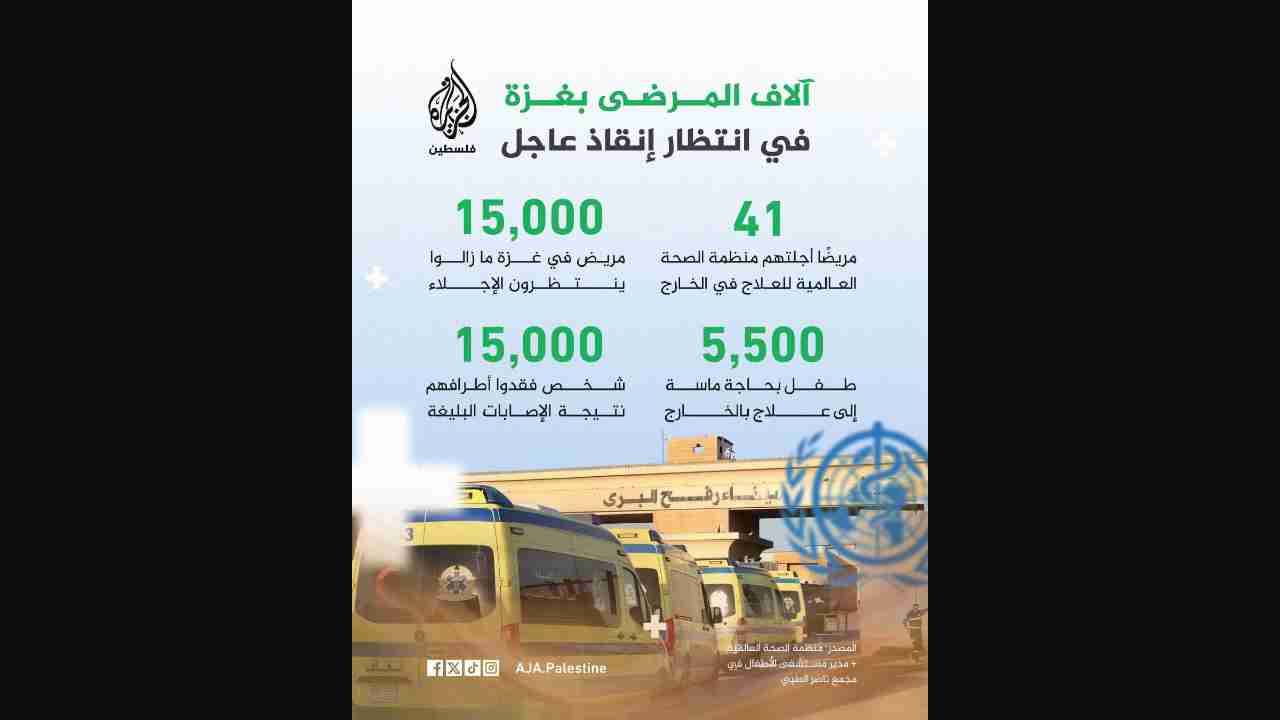 آلاف المرضى بغزة
في انتظار إنقاذ عاجل
الجزيرة
فلسطين
41
مريضًا أجلتهم منظمة الصحة
العالمية للعلاج في الخارج
15,000
مريض في غزة ما زالوا
ينتظرون الإجلاء
5,500
طفل بحاجة ماسة
إلى علاج بالخارج
15,000
شخص فقدوا أطرافهم
نتيجة الإصابات البليغة
ميناء رفح البرى
3
المصدر: منظمة الصحة العالمية
+ مدير مستشفى الأطفال في
مجمع ناصر الطبي
AJA.Palestine